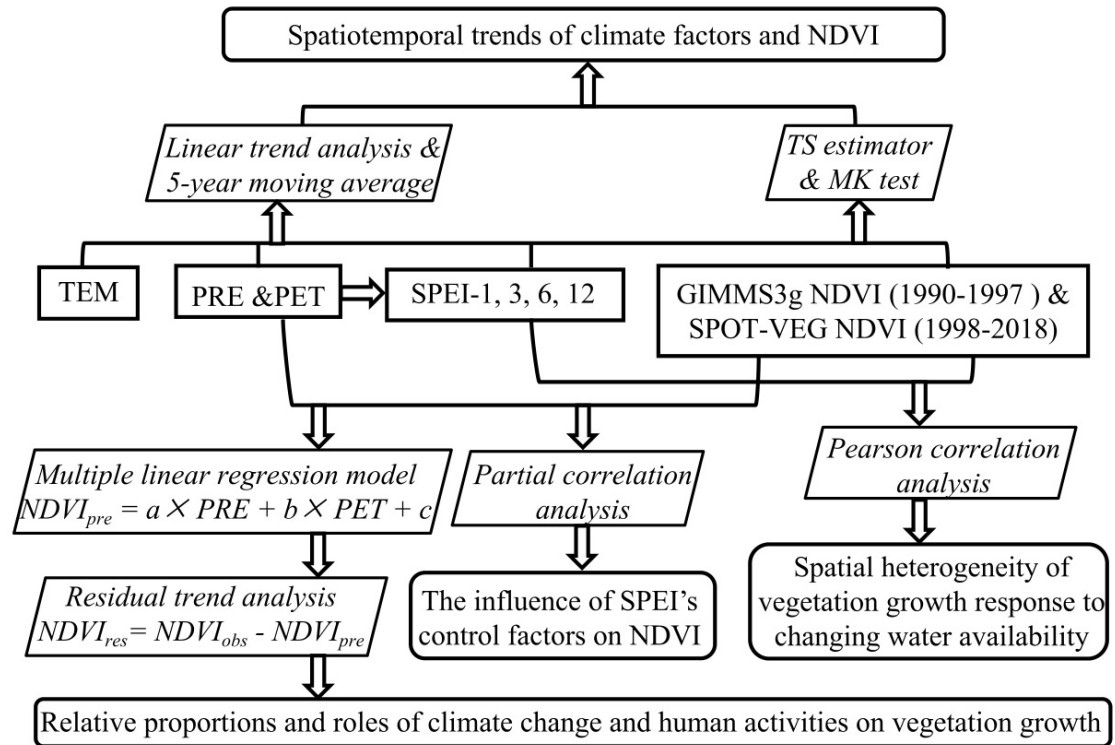 Spatiotemporal trends of climate factors and NDVI
Linear trend analysis &
5-year moving average
TS estimator
& MK test
TEM
PRE &PET
SPEI-1, 3, 6, 12
GIMMS3g NDVI (1990-1997 ) &
SPOT-VEG NDVI (1998-2018)
Multiple linear regression model
NDVIpre = a × PRE + b × PET + c
Partial correlation
analysis
Pearson correlation
analysis
Residual trend analysis
NDVIres= NDVIobs - NDVIpre
The influence of SPEI’s
control factors on NDVI
Spatial heterogeneity of
vegetation growth response to
changing water availability
Relative proportions and roles of climate change and human activities on vegetation growth